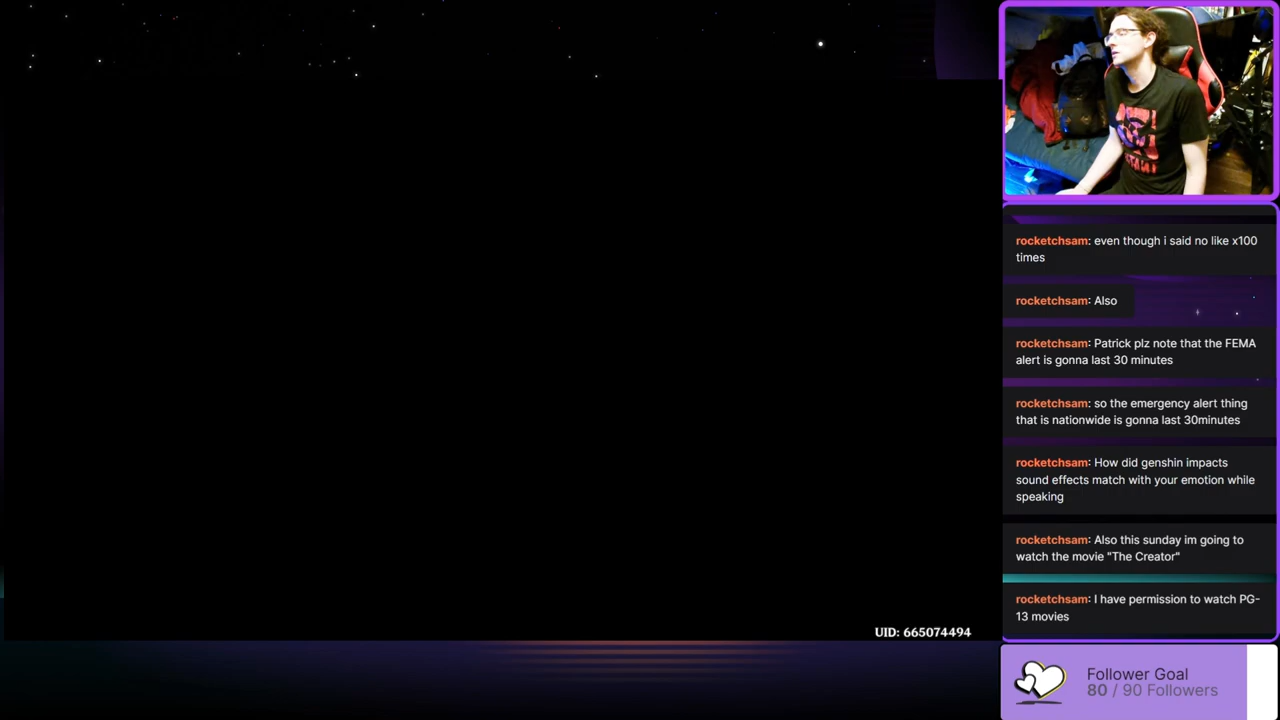 rocketchsam: even though i said no like x100
times
rocketchsam: Also
rocketchsam: Patrick plz note that the FEMA
alert is gonna last 30 minutes
rocketchsam: so the emergency alert thing
that is nationwide is gonna last 30minutes
rocketchsam: How did genshin impacts
sound effects match with your emotion while
speaking
rocketchsam: Also this sunday im going to
watch the movie "The Creator"
rocketchsam: I have permission to watch PG-
13 movies
UID: 665074494
Follower Goal
80 / 90 Followers